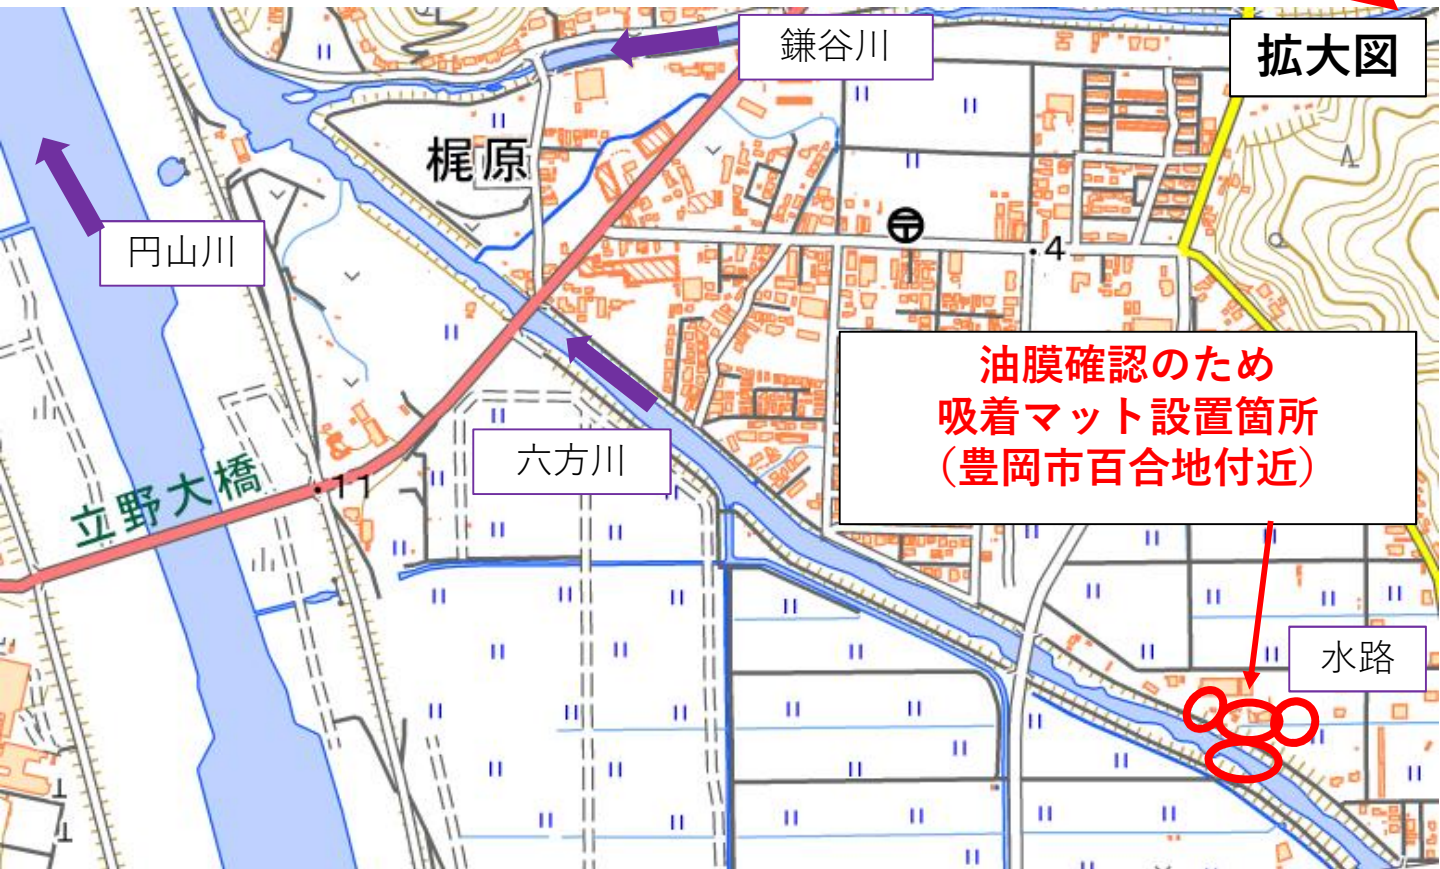 鎌谷川
拡大図
梶原
円山川
4
油膜確認のため
吸着マット設置箇所
（豊岡市百合地付近）
六方川
立野大橋
11
水路